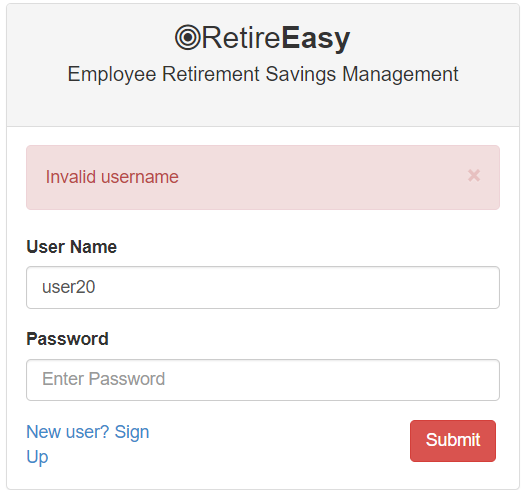 RetireEasy
Employee Retirement Savings Management
Invalid username ×
User Name
user20
Password
Enter Password
New user? Sign
Up
Submit